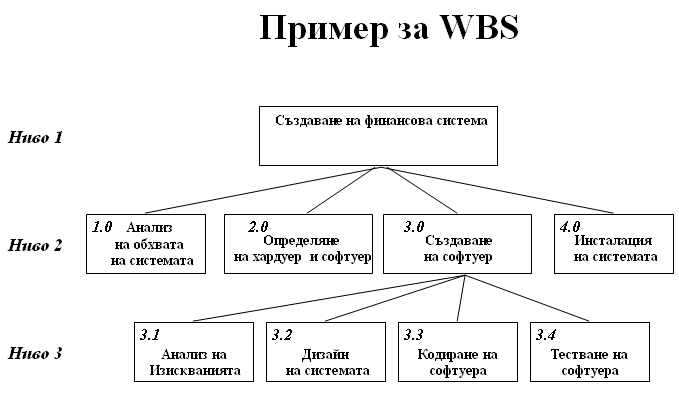 Пример за WBS
Ниво 1
Създаване на финансова система
Ниво 2
1.0 Анализ
на обхвата
на системата
2.0
Определяне
на хардуер и софтуер
3.0
Създаване
на софтуер
4.0
Инсталация
на системата
Ниво 3
3.1
Анализ на
Изискванията
3.2
Дизайн
на системата
3.3
Кодиране на
софтуера
3.4
Тестване на
софтуера